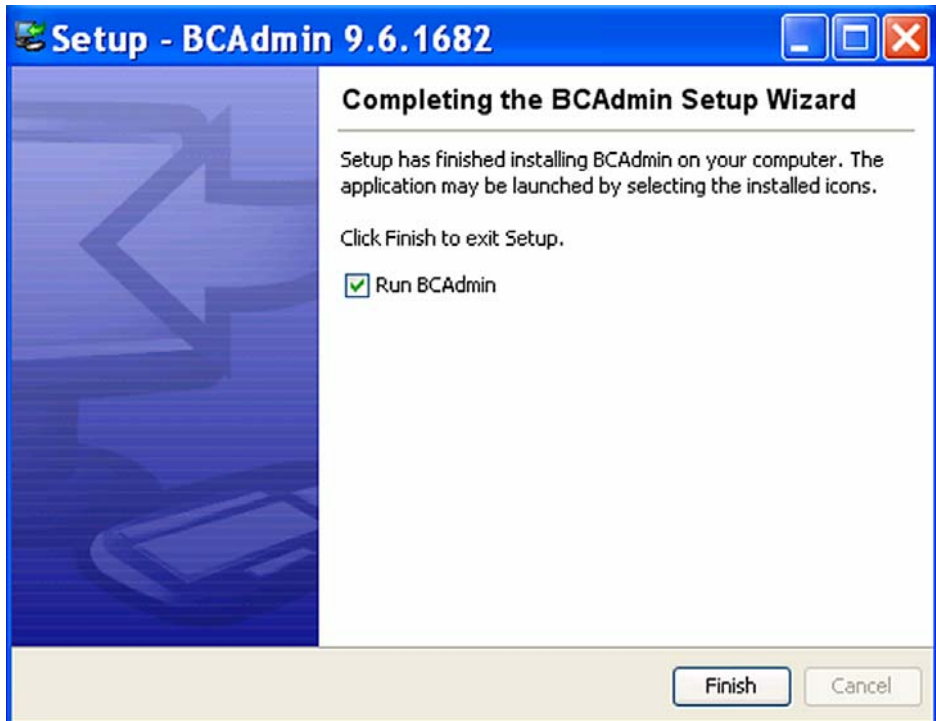 Setup - BCAdmin 9.6.1682
Completing the BCAdmin Setup Wizard
Setup has finished installing BCAdmin on your computer. The
application may be launched by selecting the installed icons.
Click Finish to exit Setup.
Run BCAdmin
Finish
Cancel